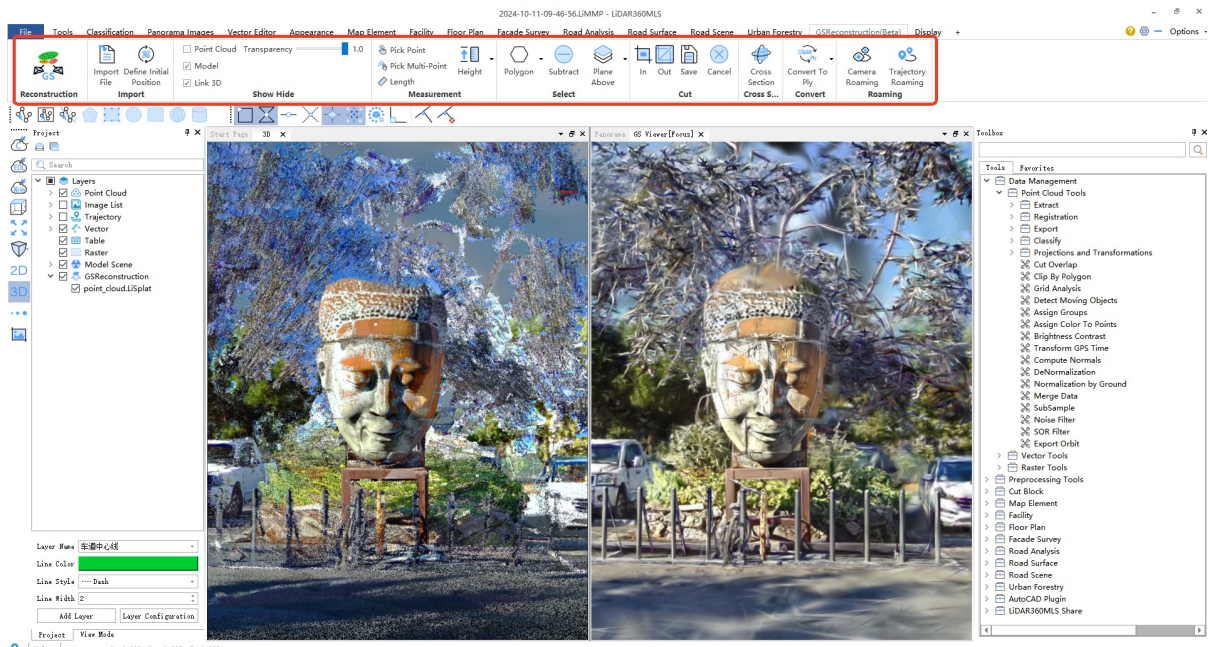 2024-10-11-09-46-56.LiMMP - LiDAR360MLS
File Tools Classification Panorama Images Vector Editor Appearance Map Element Facility Floor Plan Facade Survey Road Analysis Road Surface Road Scene Urban Forestry GSReconstruction(Beta) Display + Options
GS
Reconstruction
Import File
Define Initial Position
Import
Point Cloud Transparency 1.0
Model
Link 3D
Show Hide
Pick Point
Pick Multi-Point
Length
Height
Measurement
Polygon
Subtract
Plane Above
Select
In Out Save Cancel
Cut
Cross Section
Cross S...
Convert To Ply
Convert
Camera Roaming
Trajectory Roaming
Roaming
Project
Search
Layers
Point Cloud
Image List
Trajectory
Vector
Table
Raster
Model Scene
GSReconstruction
point_cloud.LiSplat
2D
3D
Layer Name 车道中心线
Line Color
Line Style ---- Dash
Line Width 2
Add Layer Layer Configuration
Project View Mode
Start Page 3D
Panorama GS Viewer[Focus]
Toolbox
Tools Favorites
Data Management
Point Cloud Tools
Extract
Registration
Export
Classify
Projections and Transformations
Cut Overlap
Clip By Polygon
Grid Analysis
Detect Moving Objects
Assign Groups
Assign Color To Points
Brightness Contrast
Transform GPS Time
Compute Normals
DeNormalization
Normalization by Ground
Merge Data
SubSample
Noise Filter
SOR Filter
Export Orbit
Vector Tools
Raster Tools
Preprocessing Tools
Cut Block
Map Element
Facility
Floor Plan
Facade Survey
Road Analysis
Road Surface
Road Scene
Urban Forestry
AutoCAD Plugin
LiDAR360MLS Share